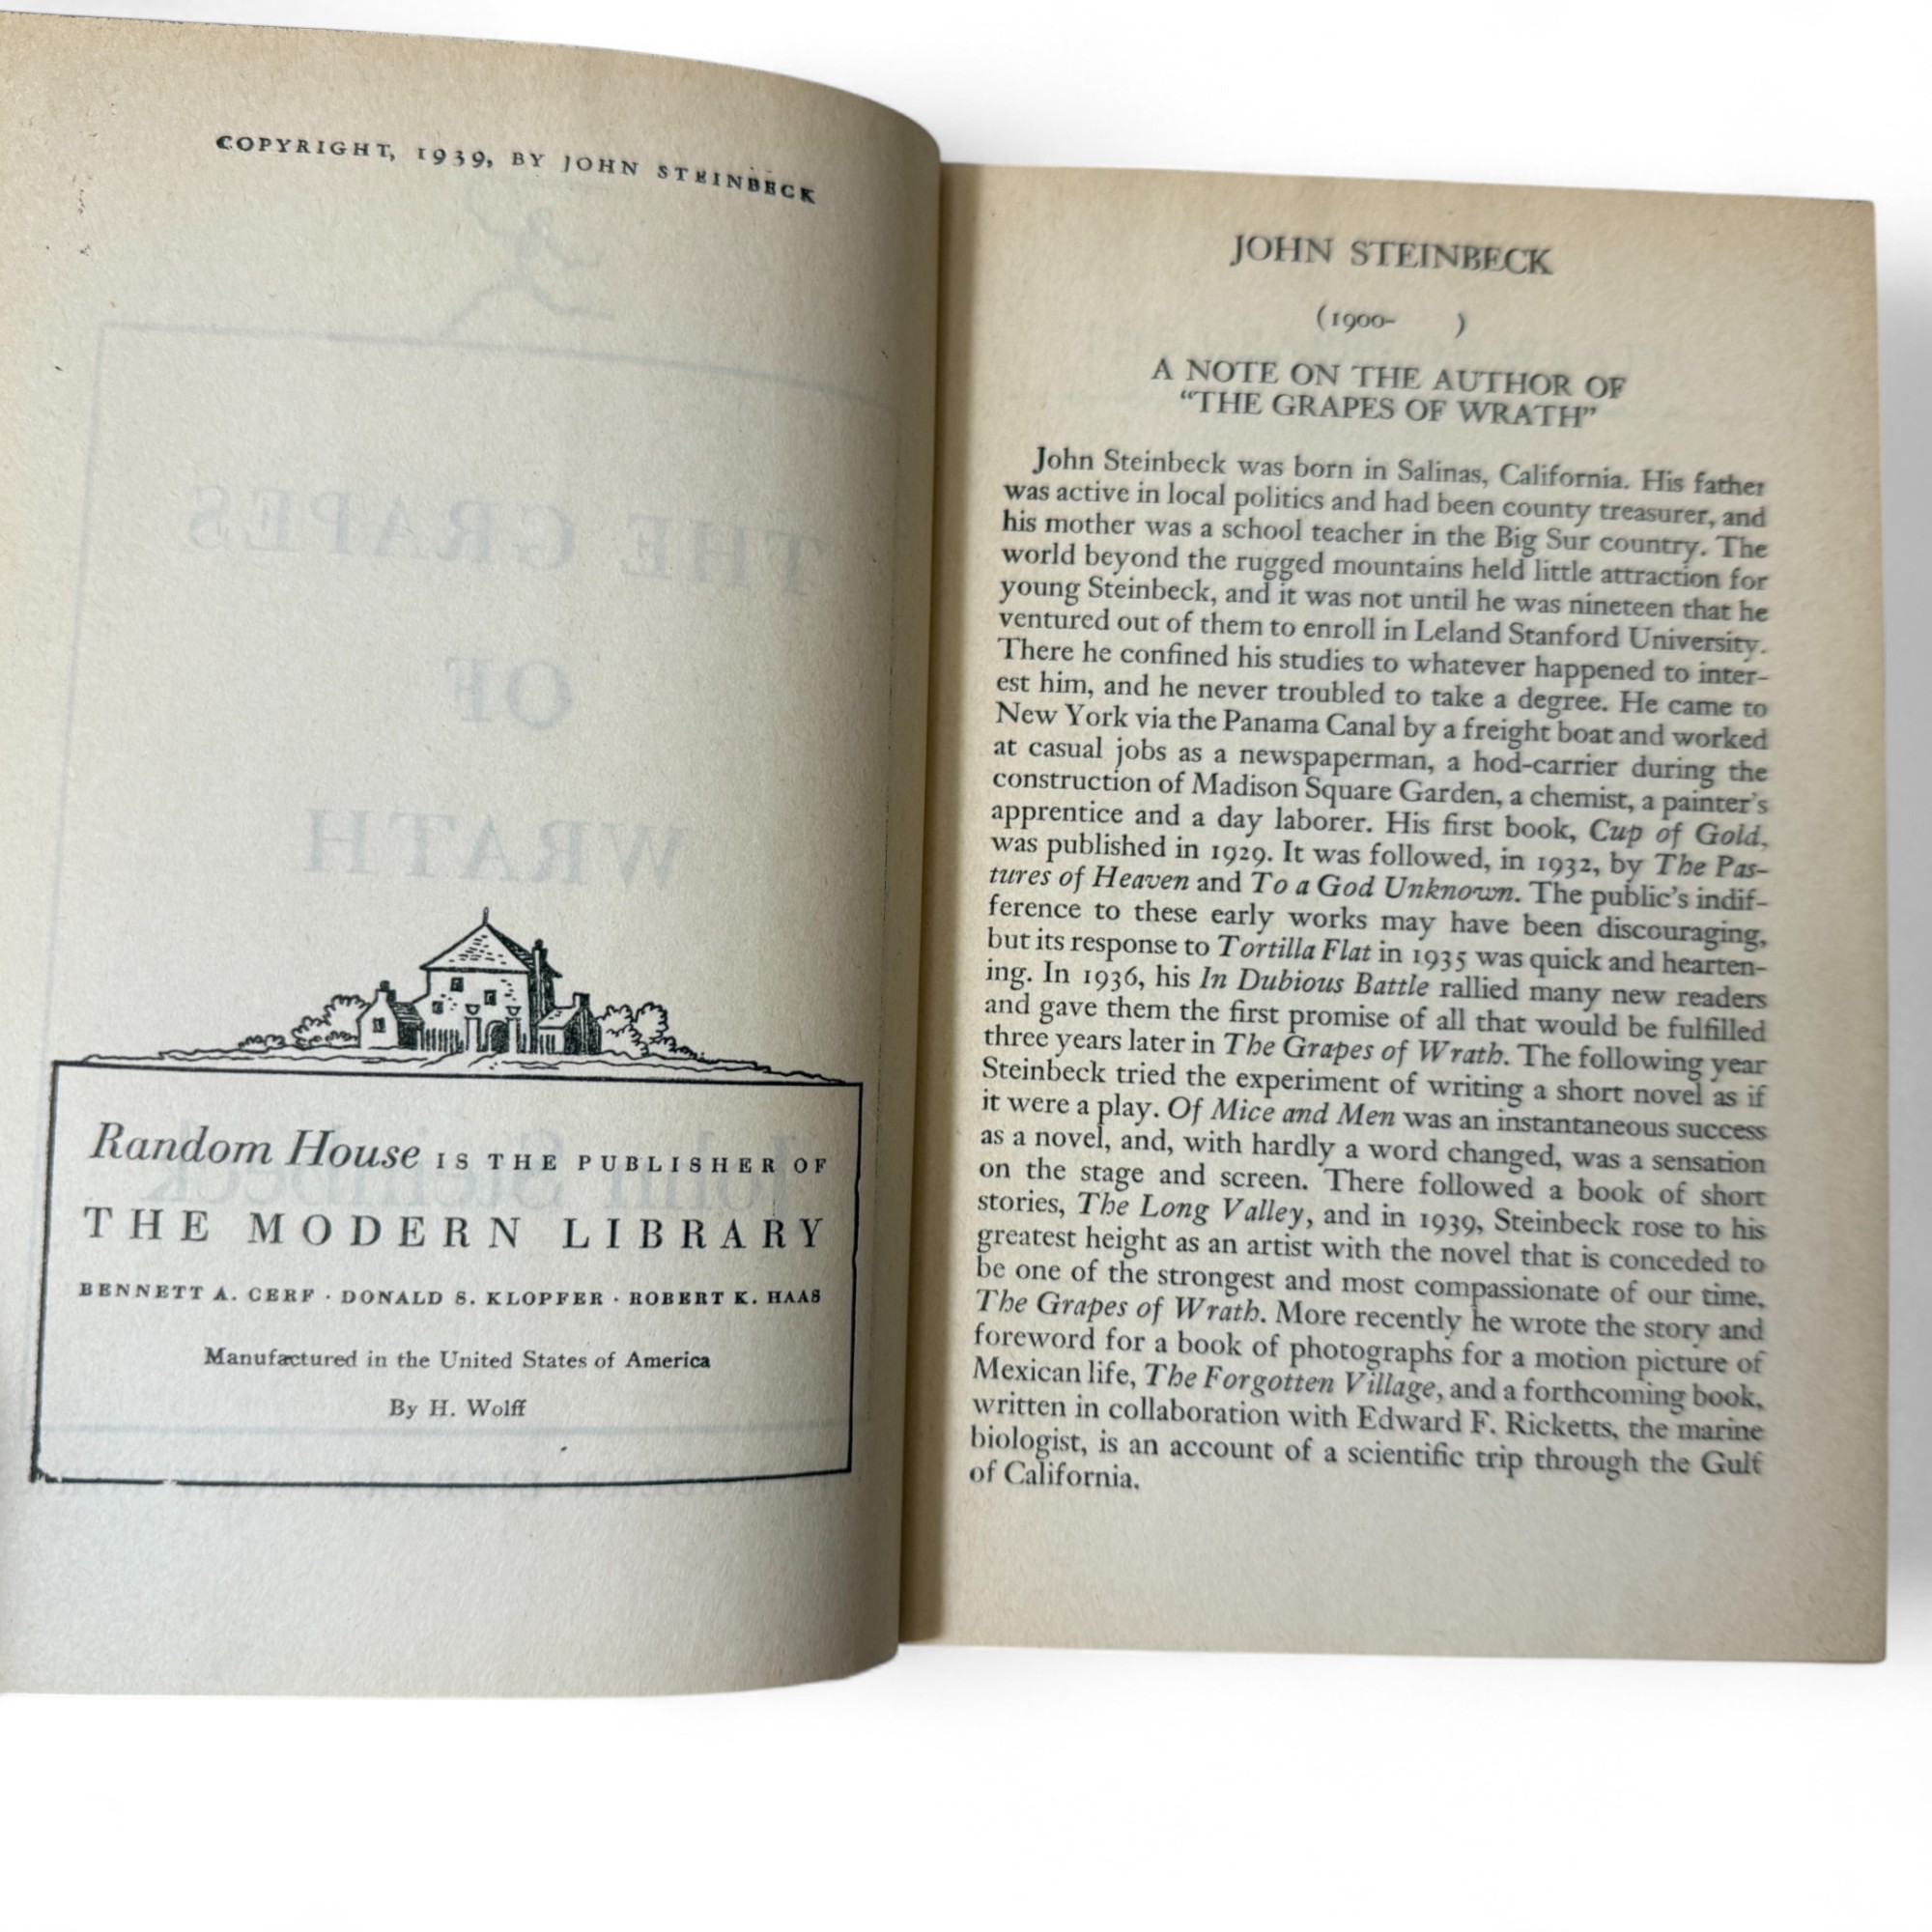 COPYRIGHT, 1939, BY JOHN STEINBECK
THE GRAPES
OF
WRATH
John Steinbeck
Random House IS THE PUBLISHER OF
THE MODERN LIBRARY
BENNETT A. CERF · DONALD S. KLOPFER · ROBERT K. HAAS
Manufactured in the United States of America
By H. Wolff
JOHN STEINBECK
(1900- )
A NOTE ON THE AUTHOR OF
“THE GRAPES OF WRATH”
John Steinbeck was born in Salinas, California. His father
was active in local politics and had been county treasurer, and
his mother was a school teacher in the Big Sur country. The
world beyond the rugged mountains held little attraction for
young Steinbeck, and it was not until he was nineteen that he
ventured out of them to enroll in Leland Stanford University.
There he confined his studies to whatever happened to inter-
est him, and he never troubled to take a degree. He came to
New York via the Panama Canal by a freight boat and worked
at casual jobs as a newspaperman, a hod-carrier during the
construction of Madison Square Garden, a chemist, a painter's
apprentice and a day laborer. His first book, Cup of Gold,
was published in 1929. It was followed, in 1932, by The Pas-
tures of Heaven and To a God Unknown. The public's indif-
ference to these early works may have been discouraging,
but its response to Tortilla Flat in 1935 was quick and hearten-
ing. In 1936, his In Dubious Battle rallied many new readers
and gave them the first promise of all that would be fulfilled
three years later in The Grapes of Wrath. The following year
Steinbeck tried the experiment of writing a short novel as if
it were a play. Of Mice and Men was an instantaneous success
as a novel, and, with hardly a word changed, was a sensation
on the stage and screen. There followed a book of short
stories, The Long Valley, and in 1939, Steinbeck rose to his
greatest height as an artist with the novel that is conceded to
be one of the strongest and most compassionate of our time,
The Grapes of Wrath. More recently he wrote the story and
foreword for a book of photographs for a motion picture of
Mexican life, The Forgotten Village, and a forthcoming book,
written in collaboration with Edward F. Ricketts, the marine
biologist, is an account of a scientific trip through the Gulf
of California.